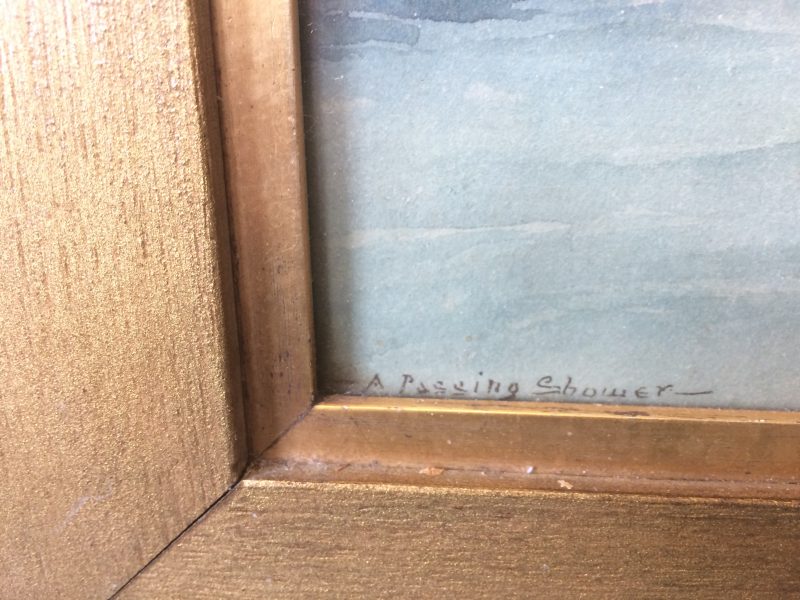 — A Passing Shower —